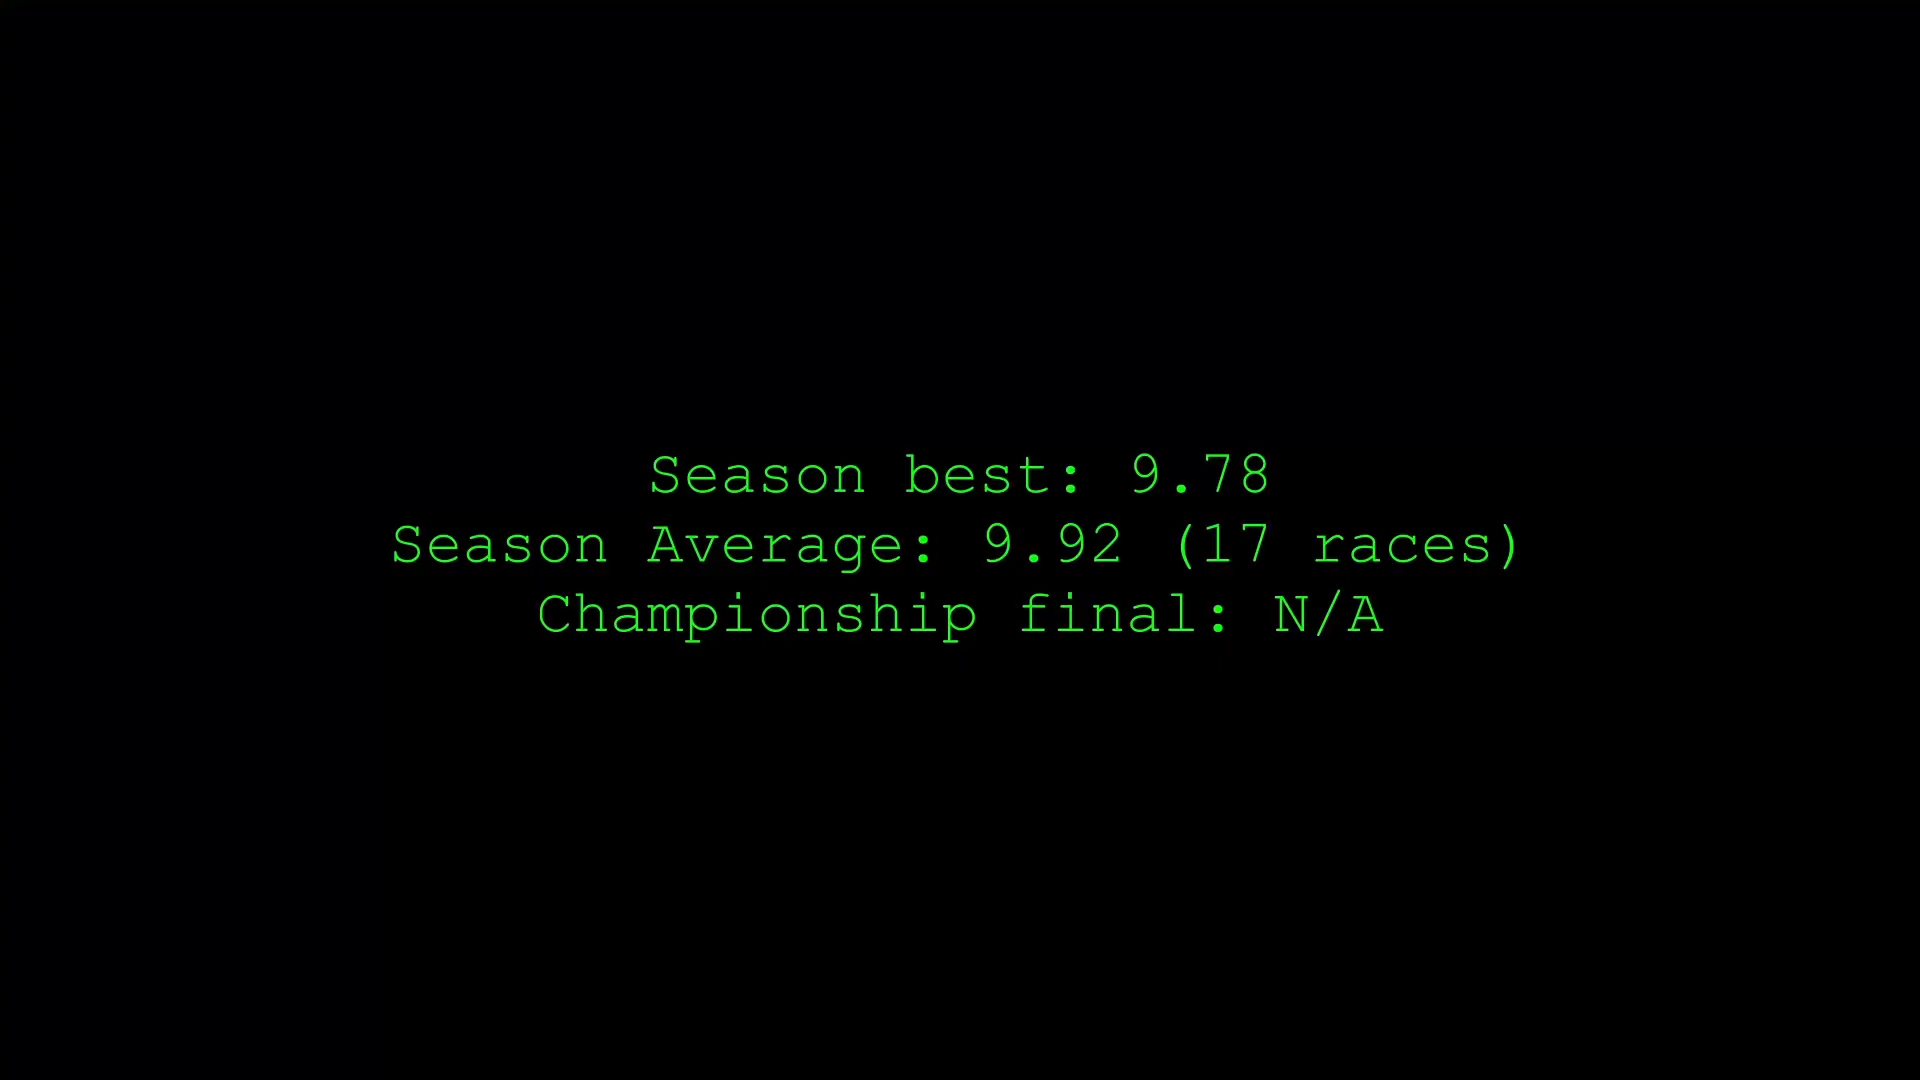 Season best: 9.78
Season Average: 9.92 (17 races)
Championship final: N/A